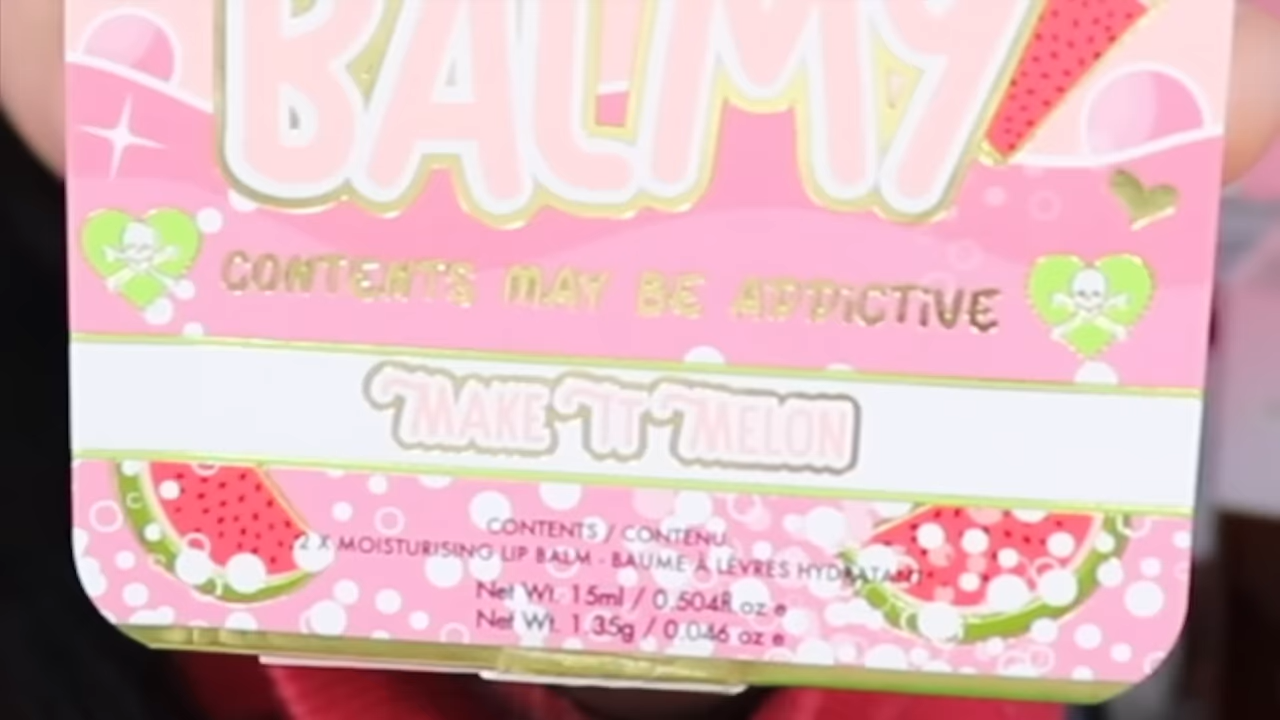 BALMY
CONTENTS MAY BE ADDICTIVE
MAKE IT MELON
CONTENTS / CONTENU
2 X MOISTURISING LIP BALM - BAUME À LÈVRES HYDRATANT
Net Wt. 15ml / 0.504fl oz e
Net Wt. 1.35g / 0.046 oz e